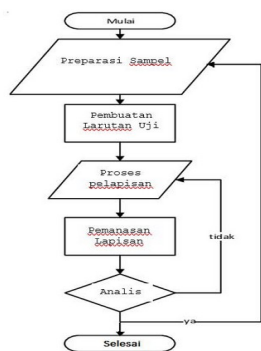 Mulai
Preparasi Sampel
Pembuatan
Larutan Uji
Proses
pelapisan
Pemanasan
Lapisan
tidak
Analis
ya
Selesai